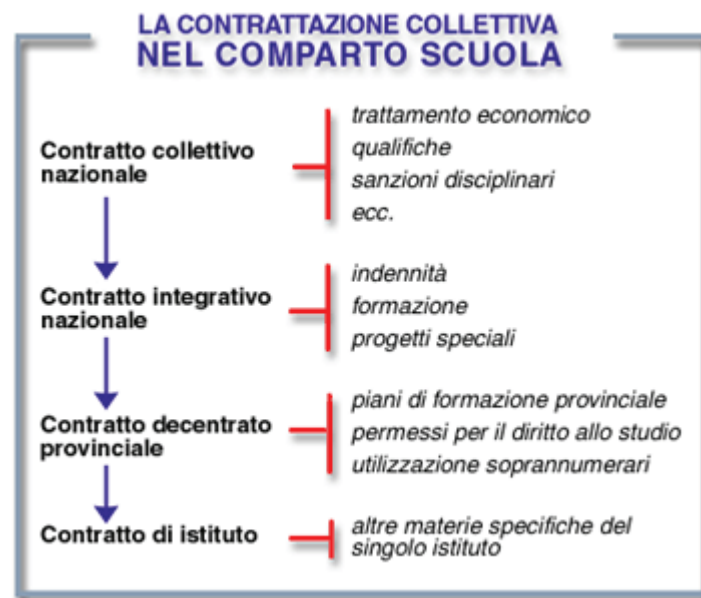 LA CONTRATTAZIONE COLLETTIVA
NEL COMPARTO SCUOLA
Contratto collettivo
nazionale
trattamento economico
qualifiche
sanzioni disciplinari
ecc.
Contratto integrativo
nazionale
indennità
formazione
progetti speciali
Contratto decentrato
provinciale
piani di formazione provinciale
permessi per il diritto allo studio
utilizzazione soprannumerari
Contratto di istituto
altre materie specifiche del
singolo istituto